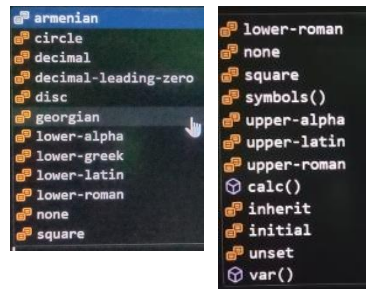 armenian
circle
decimal
decimal-leading-zero
disc
georgian
lower-alpha
lower-greek
lower-latin
lower-roman
none
square
lower-roman
none
square
symbols()
upper-alpha
upper-latin
upper-roman
calc()
inherit
initial
unset
var()